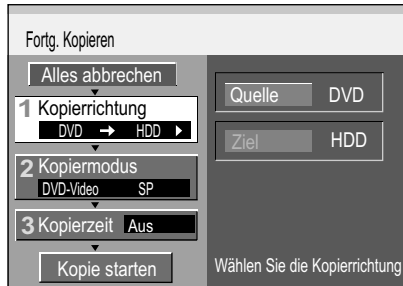 Fortg. Kopieren
Alles abbrechen
1 Kopierrichtung
DVD → HDD
2 Kopiermodus
DVD-Video SP
3 Kopierzeit Aus
Kopie starten
Quelle DVD
Ziel HDD
Wählen Sie die Kopierrichtung